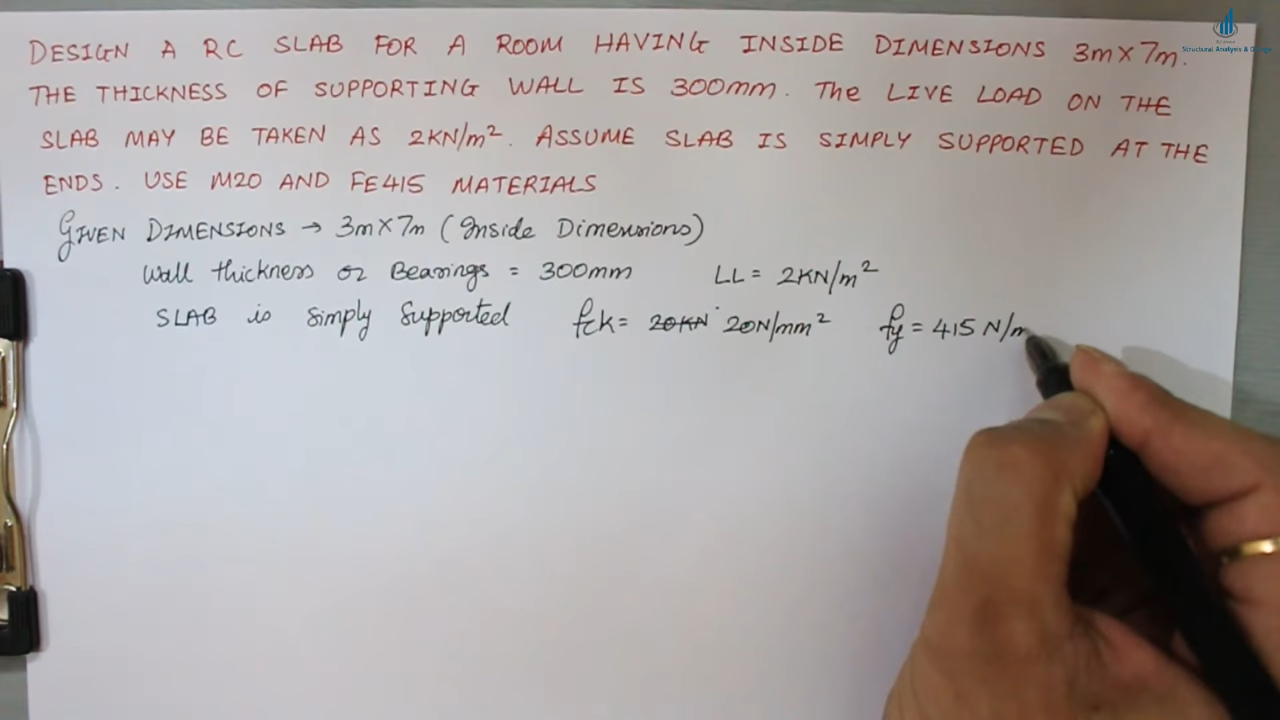 DESIGN A RC SLAB FOR A ROOM HAVING INSIDE DIMENSIONS 3m X 7m.
THE THICKNESS OF SUPPORTING WALL IS 300mm. The LIVE LOAD ON THE
SLAB MAY BE TAKEN AS 2KN/m². ASSUME SLAB IS SIMPLY SUPPORTED AT THE
ENDS. USE M20 AND FE415 MATERIALS
GIVEN DIMENSIONS → 3m X 7m (Inside Dimensions)
Wall thickness or Bearings = 300mm LL = 2KN/m²
SLAB is Simply Supported fck = 20KN 20N/mm² fy = 415 N/m
Structural Analysis & Design